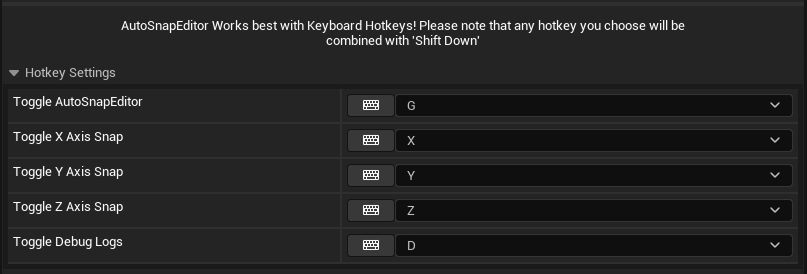 AutoSnapEditor Works best with Keyboard Hotkeys! Please note that any hotkey you choose will be
combined with 'Shift Down'
Hotkey Settings
Toggle AutoSnapEditor G
Toggle X Axis Snap X
Toggle Y Axis Snap Y
Toggle Z Axis Snap Z
Toggle Debug Logs D